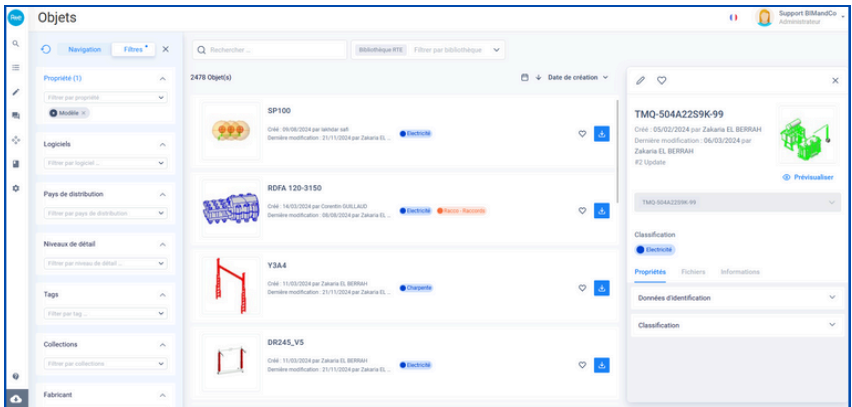 Objets
Support BIMandCo
Administrateur
Navigation
Filtres
Rechercher ...
Bibliothèque RTE
Filtrer par bibliothèque
2478 Objet(s)
Date de création
Propriété (1)
Filtrer par propriété
Modèle ×
Logiciels
Filtrer par logiciel ...
Pays de distribution
Filtrer par pays de distribution
Niveaux de détail
Filtrer par niveau de détail ...
Tags
Filter par tag ...
Collections
Filtrer par collections
Fabricant
SP100
Créé : 09/08/2024 par
Dernière modification : 21/11/2024 par Zakaria EL ...
Electricité
RDFA 120-3150
Créé : 14/03/2024 par Corentin GUILLAUD
Dernière modification : 08/08/2024 par Zakaria EL ...
Electricité
Racco - Raccords
Y3A4
Créé : 11/03/2024 par Zakaria EL BERRAH
Dernière modification : 21/11/2024 par Zakaria EL ...
Charpente
DR245_V5
Créé : 11/03/2024 par Zakaria EL BERRAH
Dernière modification : 21/11/2024 par Zakaria EL ...
Electricité
TMQ-504A22S9K-99
Créé : 05/02/2024 par Zakaria EL BERRAH
Dernière modification : 06/03/2024 par
Zakaria EL BERRAH
#2 Update
Prévisualiser
TMQ-504A22S9K-99
Classification
Electricité
Propriétés
Fichiers
Informations
Données d'identification
Classification